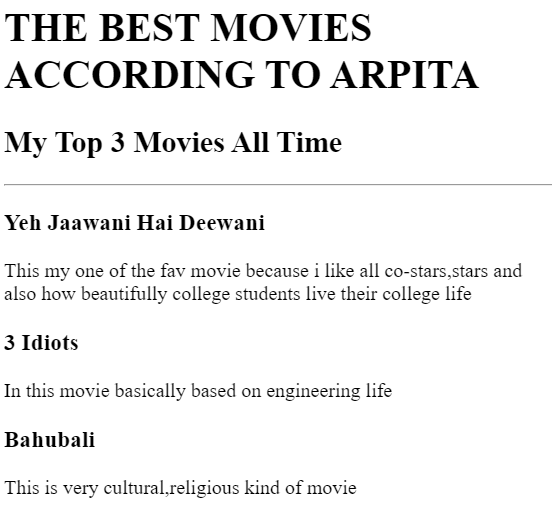 THE BEST MOVIES
ACCORDING TO ARPITA
My Top 3 Movies All Time
Yeh Jaawani Hai Deewani
This my one of the fav movie because i like all co-stars,stars and
also how beautifully college students live their college life
3 Idiots
In this movie basically based on engineering life
Bahubali
This is very cultural,religious kind of movie